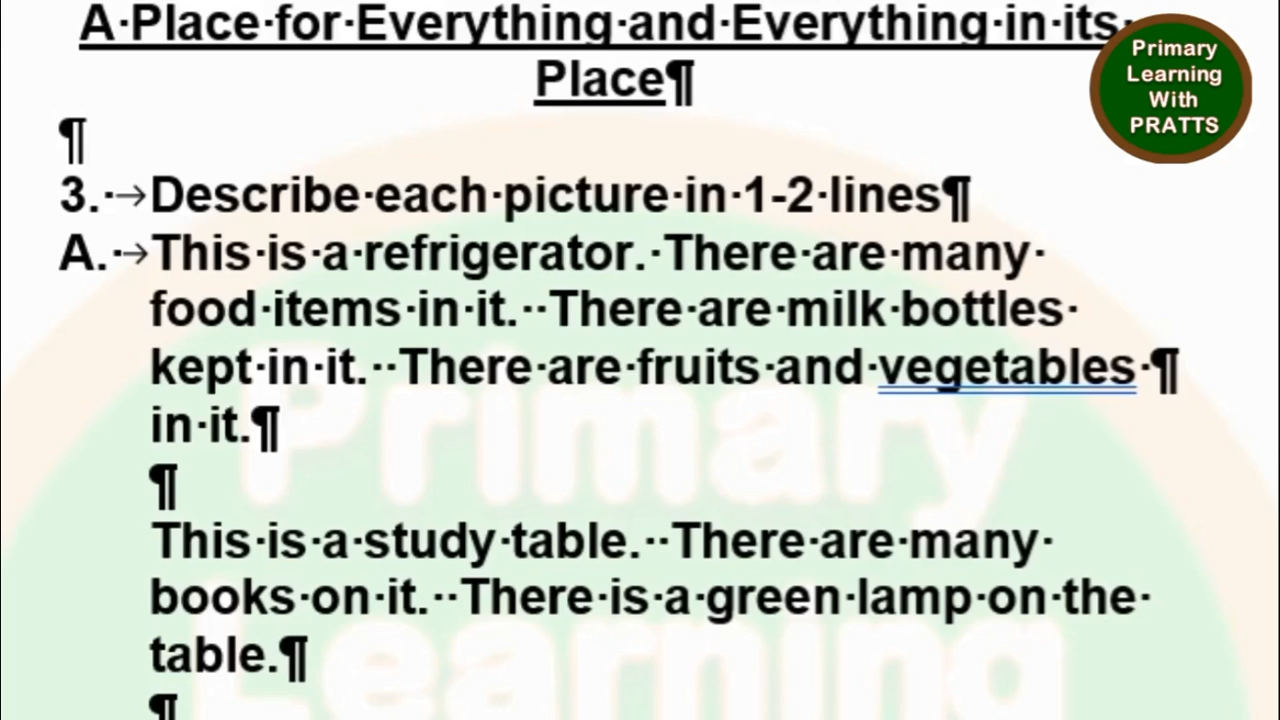 A Place for Everything and Everything in its
Place
Primary
Learning
With
PRATTS
3. Describe each picture in 1-2 lines
A. This is a refrigerator. There are many
food items in it.  There are milk bottles
kept in it.  There are fruits and vegetables
in it.
This is a study table.  There are many
books on it.  There is a green lamp on the
table.
Primary
Learning